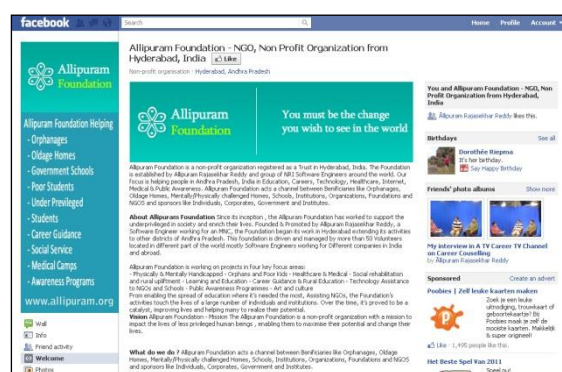 facebook
Search
Home Profile Account
Allipuram Foundation - NGO, Non Profit Organization from
Hyderabad, India Like
Non-profit organisation · Hyderabad, Andhra Pradesh
Allipuram
Foundation
Allipuram Foundation Helping
- Orphanages
- Oldage Homes
- Government Schools
- Poor Students
- Under Privileged
- Students
- Career Guidance
- Social Service
- Medical Camps
- Awareness Programs
www.allipuram.org
Wall
Info
Friend activity
Welcome
Photos
Allipuram
Foundation
You must be the change
you wish to see in the world
Allipuram Foundation is a non-profit organization registered as a Trust in Hyderabad, India. The Foundation
is established by Allipuram Rajasekhar Reddy and group of NRI Software Engineers around the world. Our
focus is helping people in Andhra Pradesh, India in Education, Careers, Technology, Healthcare, Internet,
Medical & Public Awareness. Allipuram Foundation acts a channel between Benificiaries like Orphanages,
Oldage Homes, Mentally/Physically challenged Homes, Schools, Institutions, Organizations, Foundations and
NGOS and sponsors like Individuals, Corporates, Government and Institutes.
About Allipuram Foundation Since its inception , the Allipuram Foundation has worked to support the
underprivileged in society and enrich their lives. Founded & Promoted by Allipuram Rajasekhar Reddy, a
Software Engineer working for an MNC, the Foundation began its work in Hyderabad extending its activities
to other districts of Andhra Pradesh. This foundation is driven and managed by more than 50 Volunteers
located in different part of the world mostly Software Engineers working for Different companies in India
and abroad.
Allipuram Foundation is working on projects in four key focus areas:
- Physically & Mentally Handicapped - Orphans and Poor Kids - Healthcare & Medical - Social rehabilitation
and rural upliftment - Learning and Education - Career Guidance & Rural Education - Technology Assistance
to NGOs and Schools - Public Awareness Programmes - Art and culture
From enabling the spread of education where it's needed the most, Assisting NGOs, the Foundation's
activities touch the lives of a large number of individuals and institutions. Over the time, it's proved to be a
catalyst, improving lives and helping many to realize their potential.
Vision Allipuram Foundation - Mission The Allipuram Foundation is a non-profit organization with a mission to
impact the lives of less privileged human beings , enabling them to maximise their potential and change their
lives.
What do we do ? Allipuram Foundation acts a channel between Benificiaries like Orphanages, Oldage
Homes, Mentally/Physically challenged Homes, Schools, Institutions, Organizations, Foundations and NGOS
and sponsors like Individuals, Corporates, Government and Institutes.
You and Allipuram Foundation - NGO, Non
Profit Organization from Hyderabad,
India
Allipuram Rajasekhar Reddy likes this.
Birthdays See all
Dorothée Riepma
It's her birthday.
Say Happy Birthday
Friends' photo albums Show more
My interview in A TV Career TV Channel
on Career Couselling
by Allipuram Rajasekhar Reddy
Sponsored Create an advert
Poobies | Zelf leuke kaarten maken
Zoek je een leuke
uitnodiging, trouwkaart of
geboortekaartje? Bij
Poobies maak je zelf de
mooiste kaarten. Makkelijk
& super origineel!
Like · 1,495 people like this.
Het Beste Spel Van 2011